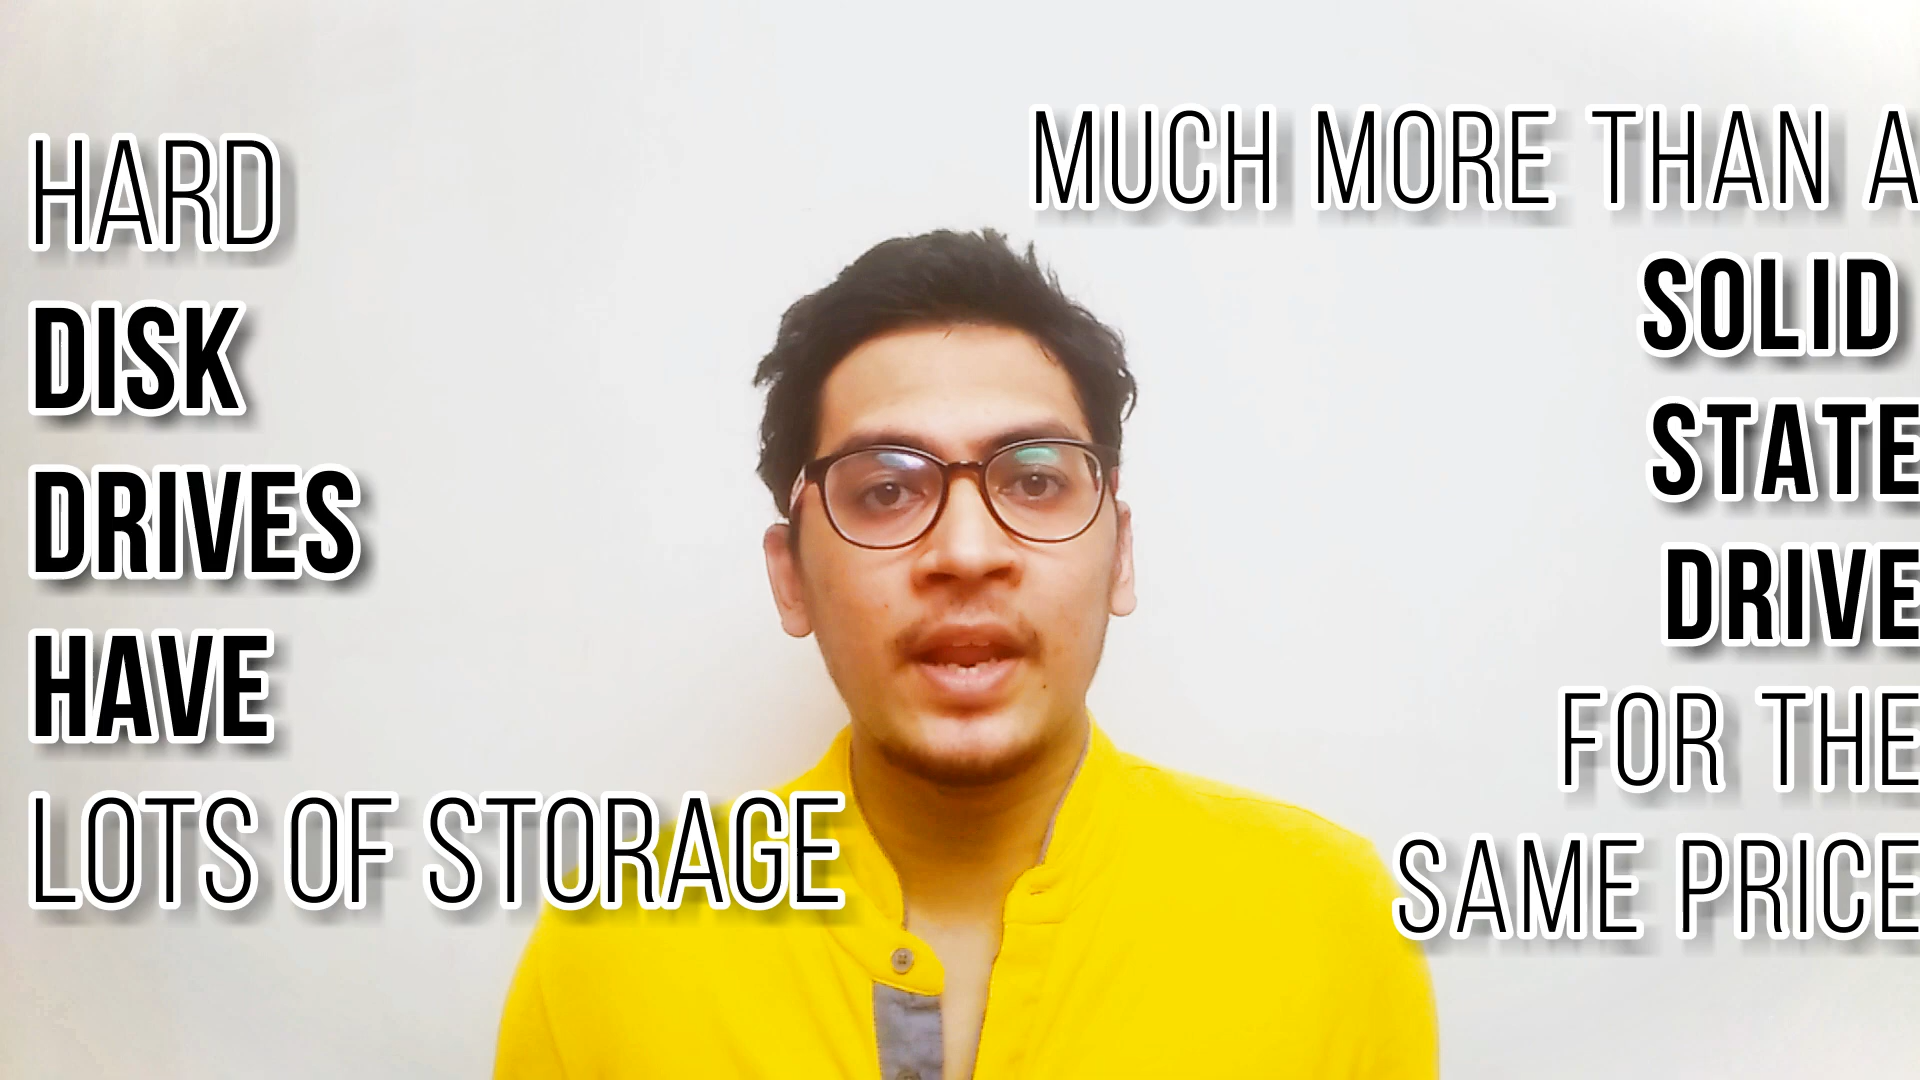 HARD
DISK
DRIVES
HAVE
LOTS OF STORAGE
MUCH MORE THAN A
SOLID
STATE
DRIVE
FOR THE
SAME PRICE